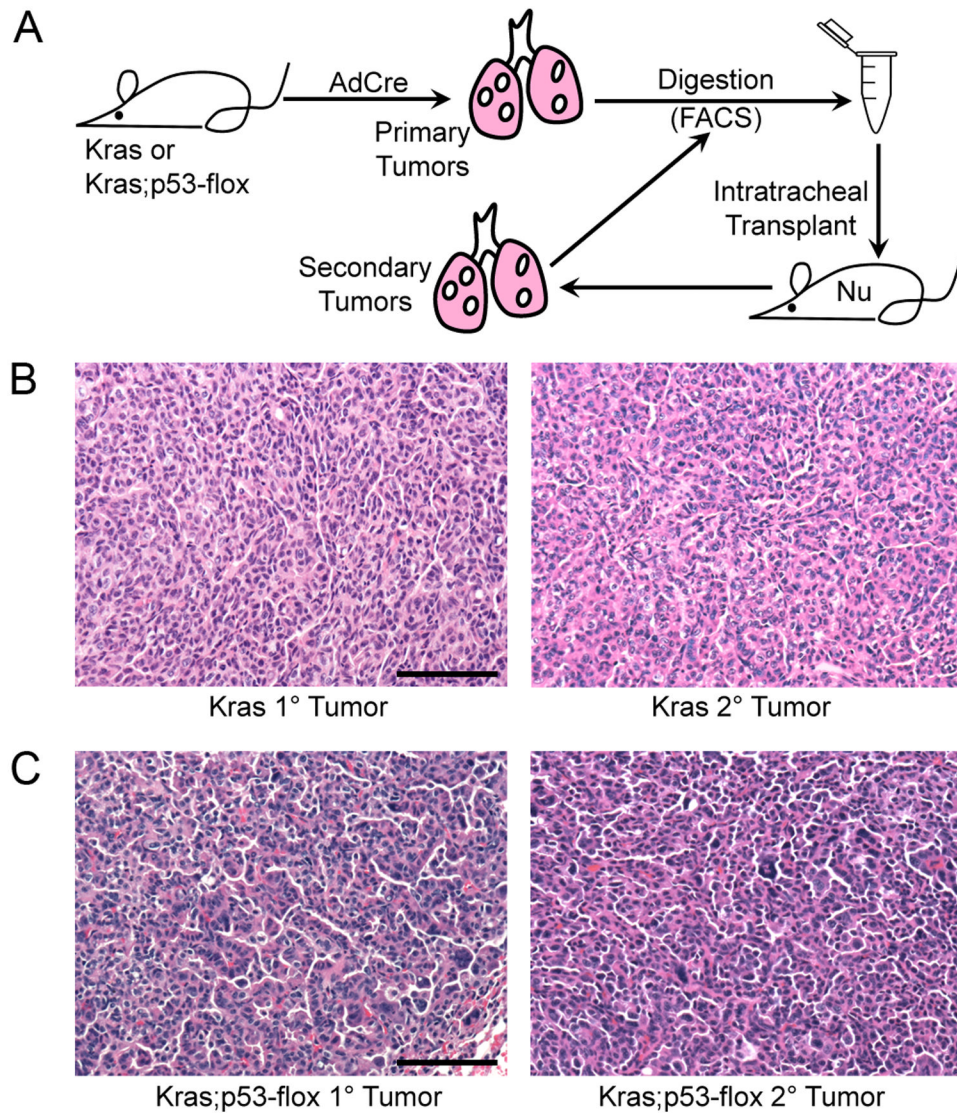 A
AdCre
Digestion
(FACS)
Primary
Tumors
Kras or
Kras;p53-flox
Intratracheal
Transplant
Secondary
Tumors
Nu
B
Kras 1° Tumor
Kras 2° Tumor
C
Kras;p53-flox 1° Tumor
Kras;p53-flox 2° Tumor